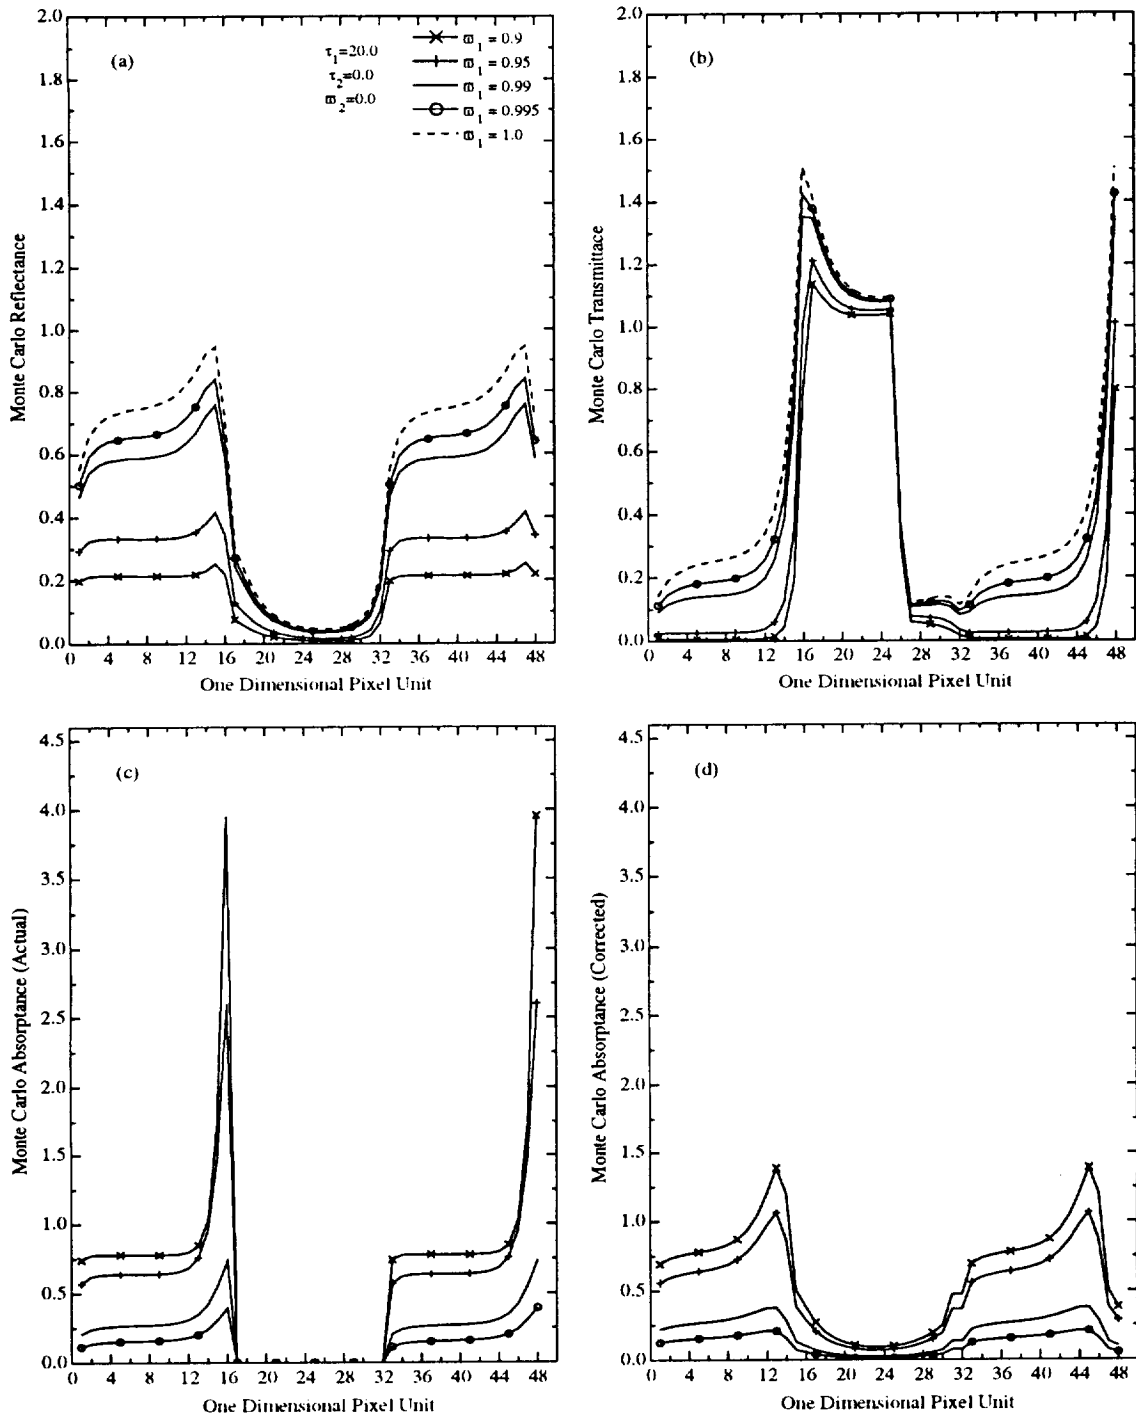 (a)
τ₁=20.0
τ₂=0.0
ϖ₂=0.0
ϖ₁ = 0.9
ϖ₁ = 0.95
ϖ₁ = 0.99
ϖ₁ = 0.995
ϖ₁ = 1.0
2.0
1.8
1.6
1.4
1.2
1.0
0.8
0.6
0.4
0.2
0.0
Monte Carlo Reflectance
0 4 8 12 16 20 24 28 32 36 40 44 48
One Dimensional Pixel Unit
(b)
2.0
1.8
1.6
1.4
1.2
1.0
0.8
0.6
0.4
0.2
0.0
Monte Carlo Transmittace
0 4 8 12 16 20 24 28 32 36 40 44 48
One Dimensional Pixel Unit
(c)
4.5
4.0
3.5
3.0
2.5
2.0
1.5
1.0
0.5
0.0
Monte Carlo Absorptance (Actual)
0 4 8 12 16 20 24 28 32 36 40 44 48
One Dimensional Pixel Unit
(d)
4.5
4.0
3.5
3.0
2.5
2.0
1.5
1.0
0.5
0.0
Monte Carlo Absorptance (Corrected)
0 4 8 12 16 20 24 28 32 36 40 44 48
One Dimensional Pixel Unit